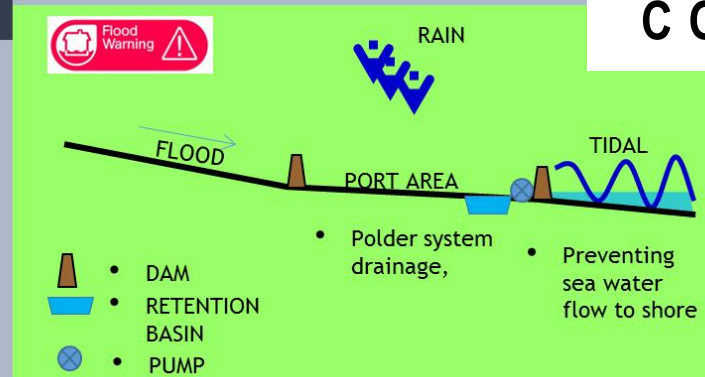 C C
Flood
Warning
RAIN
FLOOD
TIDAL
PORT AREA
• Polder system
drainage,
• Preventing
sea water
flow to shore
• DAM
• RETENTION
BASIN
• PUMP